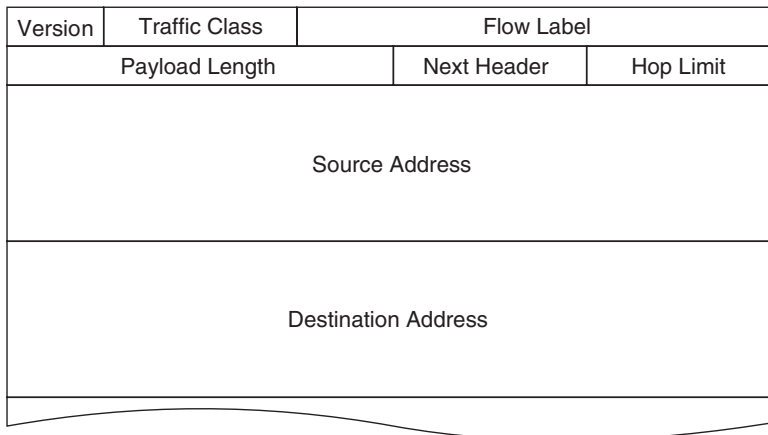 Version Traffic Class Flow Label
Payload Length Next Header Hop Limit
Source Address
Destination Address